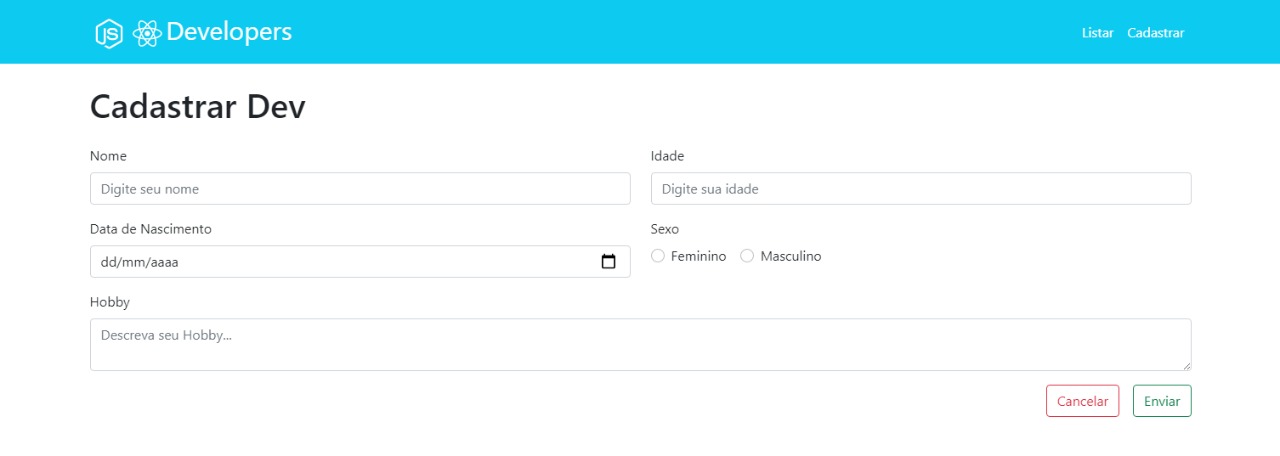 JS Developers Listar Cadastrar
Cadastrar Dev
Nome Idade
Digite seu nome Digite sua idade
Data de Nascimento Sexo
dd/mm/aaaa Feminino Masculino
Hobby
Descreva seu Hobby...
Cancelar Enviar